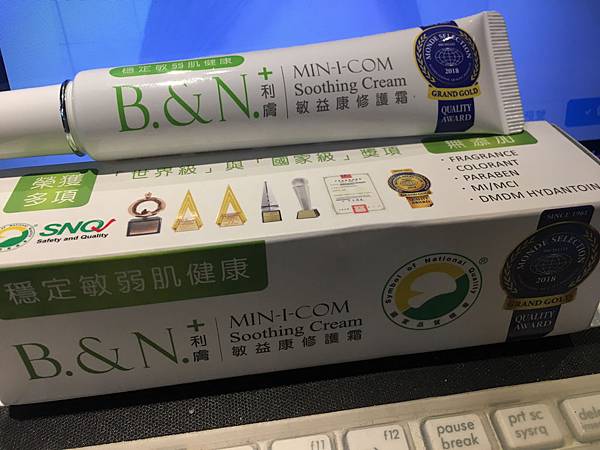 穩定敏弱肌健康
B.&N.+
利膚
MIN-I-COM
Soothing Cream
敏益康修護霜
MONDE SELECTION
BRUXELLES
2018
GRAND GOLD
QUALITY
AWARD
榮獲
多項
「世界級」與「國家級」獎項
無添加
• FRAGRANCE
• COLORANT
• PARABEN
• MI/MCI
• DMDM HYDANTOIN
SNQ
Safety and Quality
穩定敏弱肌健康
B.&N.+
利膚
MIN-I-COM
Soothing Cream
敏益康修護霜
Symbol of National Quality
國家品質標章
®
SINCE 1961
MONDE SELECTION
BRUXELLES
2018
GRAND GOLD
QUALITY
AWARD
f11
f12
pause
break
prt sc
sysrq